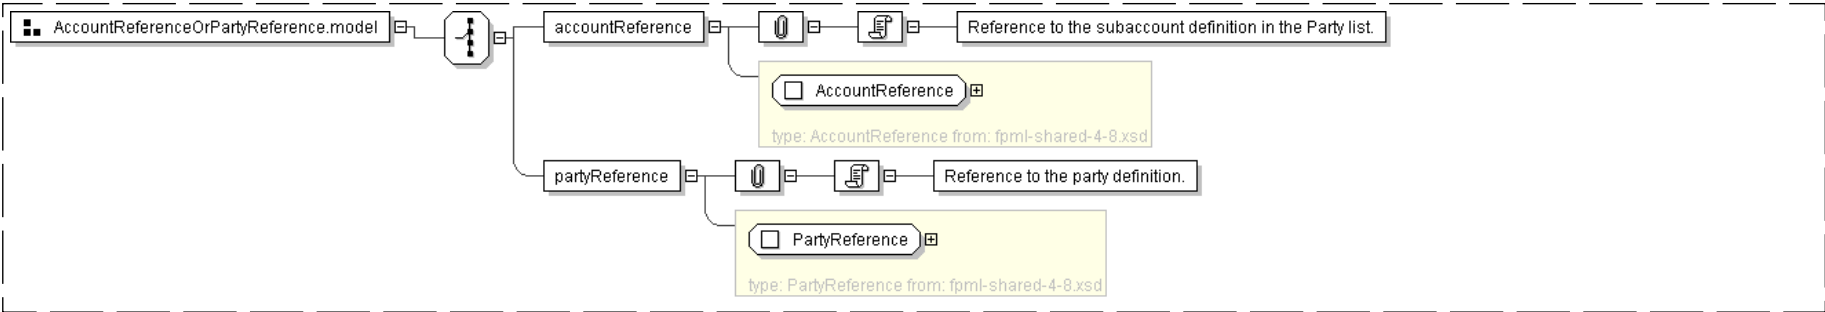 AccountReferenceOrPartyReference.model
accountReference
Reference to the subaccount definition in the Party list.
AccountReference
type: AccountReference from: fpml-shared-4-8.xsd
partyReference
Reference to the party definition.
PartyReference
type: PartyReference from: fpml-shared-4-8.xsd